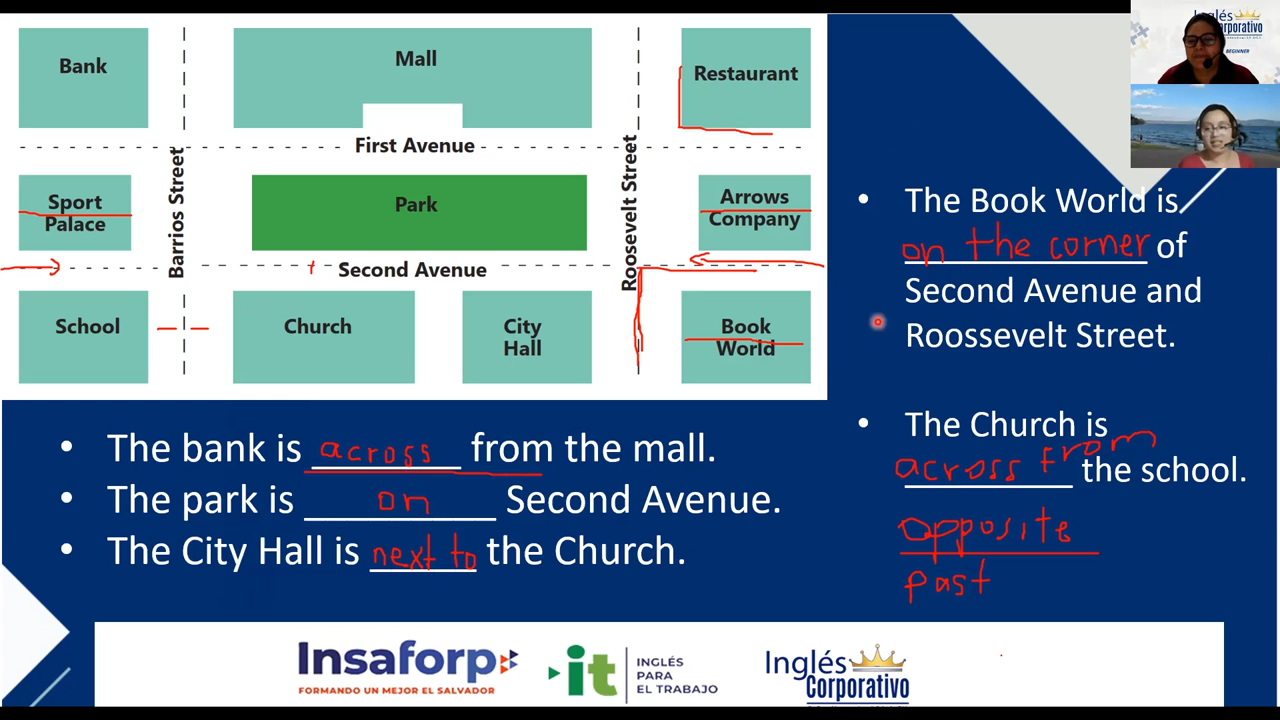 Bank
Mall
Restaurant
First Avenue
Barrios Street
Roosevelt Street
Sport
Palace
Park
Arrows
Company
Second Avenue
School
Church
City
Hall
Book
World
• The bank is across from the mall.
• The park is on Second Avenue.
• The City Hall is next to the Church.
• The Book World is
on the corner of
Second Avenue and
Roossevelt Street.
• The Church is
across from the school.
opposite
past
Inglés
Corporativo
BEGINNER
Insaforp
FORMANDO UN MEJOR EL SALVADOR
it
INGLÉS
PARA
EL TRABAJO
Inglés
Corporativo